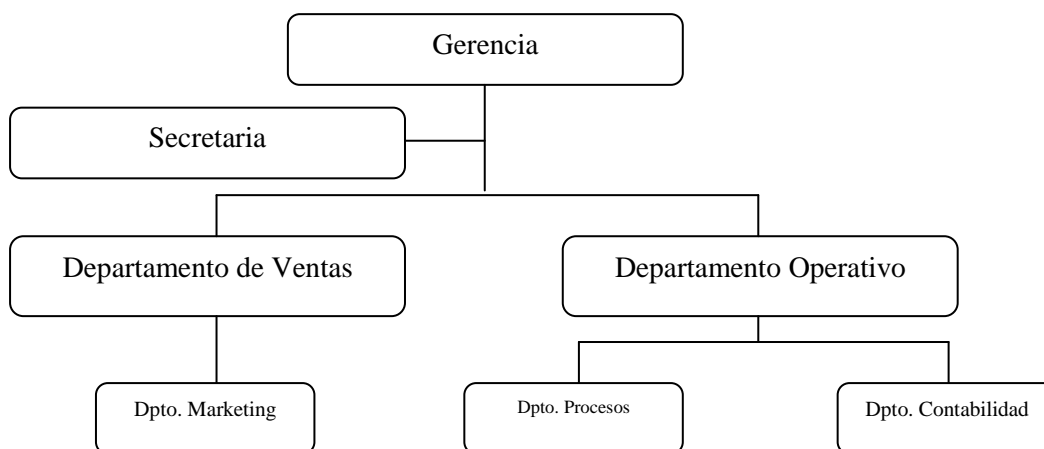 Gerencia
Secretaria
Departamento de Ventas
Departamento Operativo
Dpto. Marketing
Dpto. Procesos
Dpto. Contabilidad